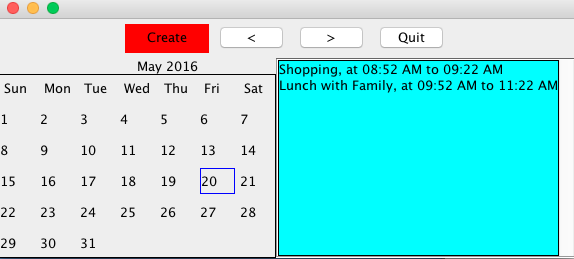 Create < > Quit
May 2016
Sun Mon Tue Wed Thu Fri Sat
1 2 3 4 5 6 7
8 9 10 11 12 13 14
15 16 17 18 19 20 21
22 23 24 25 26 27 28
29 30 31
Shopping, at 08:52 AM to 09:22 AM
Lunch with Family, at 09:52 AM to 11:22 AM